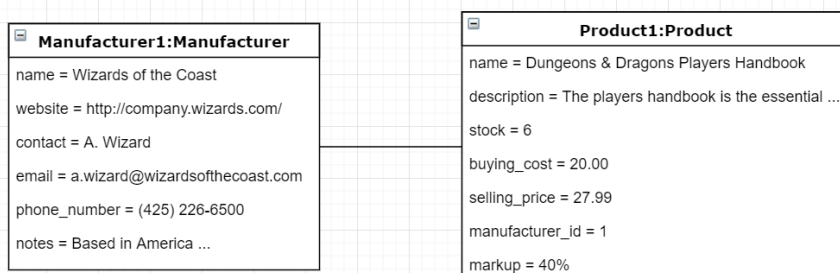 Manufacturer1:Manufacturer
name = Wizards of the Coast
website = http://company.wizards.com/
contact = A. Wizard
email = a.wizard@wizardsofthecoast.com
phone_number = (425) 226-6500
notes = Based in America ...
Product1:Product
name = Dungeons & Dragons Players Handbook
description = The players handbook is the essential ...
stock = 6
buying_cost = 20.00
selling_price = 27.99
manufacturer_id = 1
markup = 40%